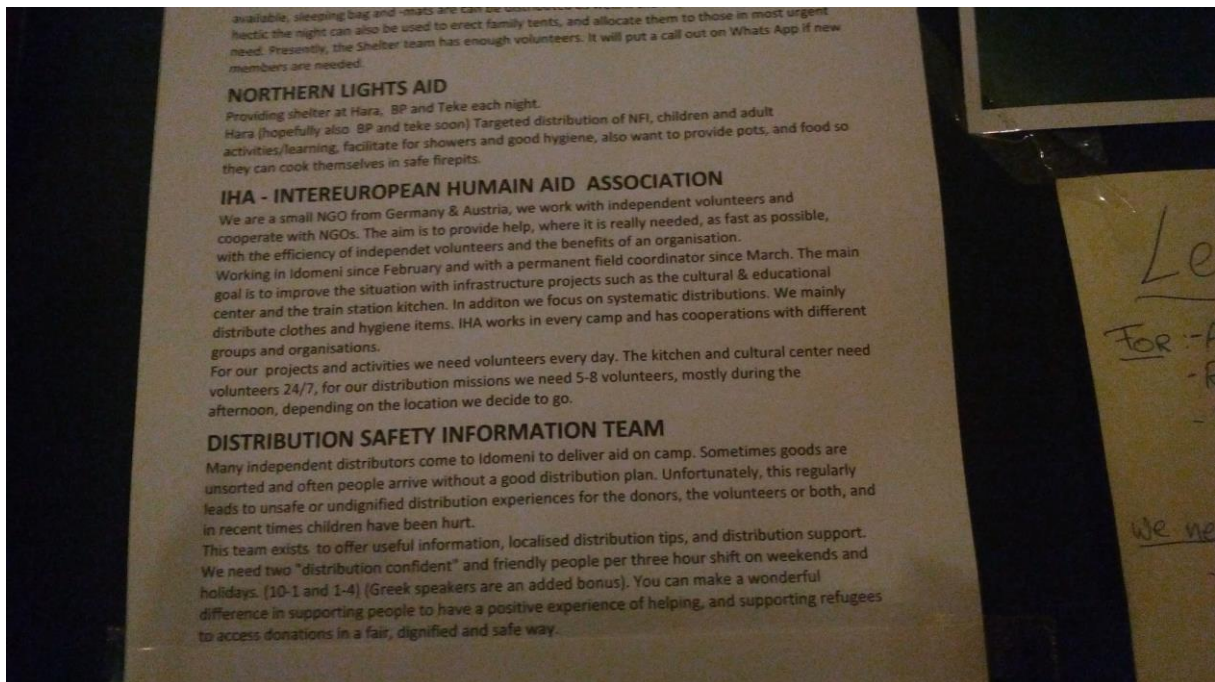 available, sleeping bag and -mats are can be
hectic the night can also be used to erect family tents, and allocate them to those in most urgent
need. Presently, the Shelter team has enough volunteers. It will put a call out on Whats App if new
members are needed.
NORTHERN LIGHTS AID
Providing shelter at Hara, BP and Teke each night.
Hara (hopefully also BP and teke soon) Targeted distribution of NFI, children and adult
activities/learning, facilitate for showers and good hygiene, also want to provide pots, and food so
they can cook themselves in safe firepits.
IHA - INTEREUROPEAN HUMAIN AID ASSOCIATION
We are a small NGO from Germany & Austria, we work with independent volunteers and
cooperate with NGOs. The aim is to provide help, where it is really needed, as fast as possible,
with the efficiency of independet volunteers and the benefits of an organisation.
Working in Idomeni since February and with a permanent field coordinator since March. The main
goal is to improve the situation with infrastructure projects such as the cultural & educational
center and the train station kitchen. In additon we focus on systematic distributions. We mainly
distribute clothes and hygiene items. IHA works in every camp and has cooperations with different
groups and organisations.
For our projects and activities we need volunteers every day. The kitchen and cultural center need
volunteers 24/7, for our distribution missions we need 5-8 volunteers, mostly during the
afternoon, depending on the location we decide to go.
DISTRIBUTION SAFETY INFORMATION TEAM
Many independent distributors come to Idomeni to deliver aid on camp. Sometimes goods are
unsorted and often people arrive without a good distribution plan. Unfortunately, this regularly
leads to unsafe or undignified distribution experiences for the donors, the volunteers or both, and
in recent times children have been hurt.
This team exists to offer useful information, localised distribution tips, and distribution support.
We need two "distribution confident" and friendly people per three hour shift on weekends and
holidays. (10-1 and 1-4) (Greek speakers are an added bonus). You can make a wonderful
difference in supporting people to have a positive experience of helping, and supporting refugees
to access donations in a fair, dignified and safe way.
Le
FOR :-
We ne